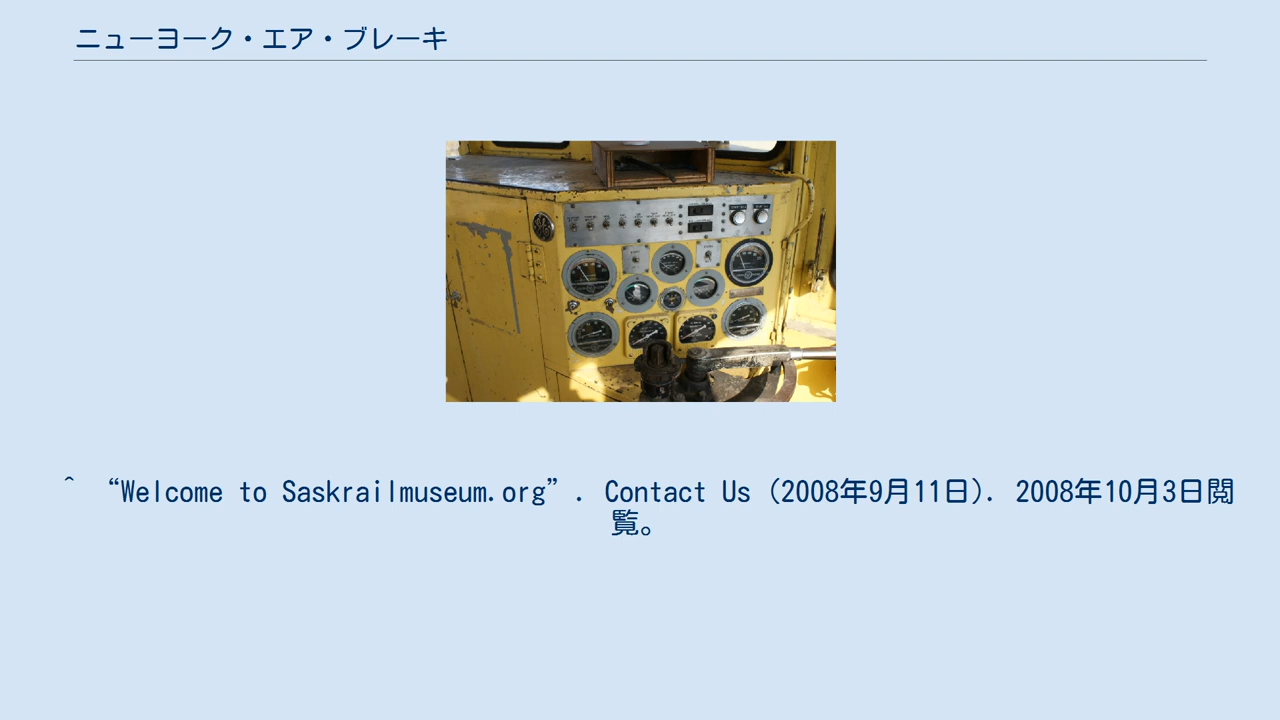 ニューヨーク・エア・ブレーキ
^ “Welcome to Saskrailmuseum.org”. Contact Us (2008年9月11日). 2008年10月3日閲
覧。